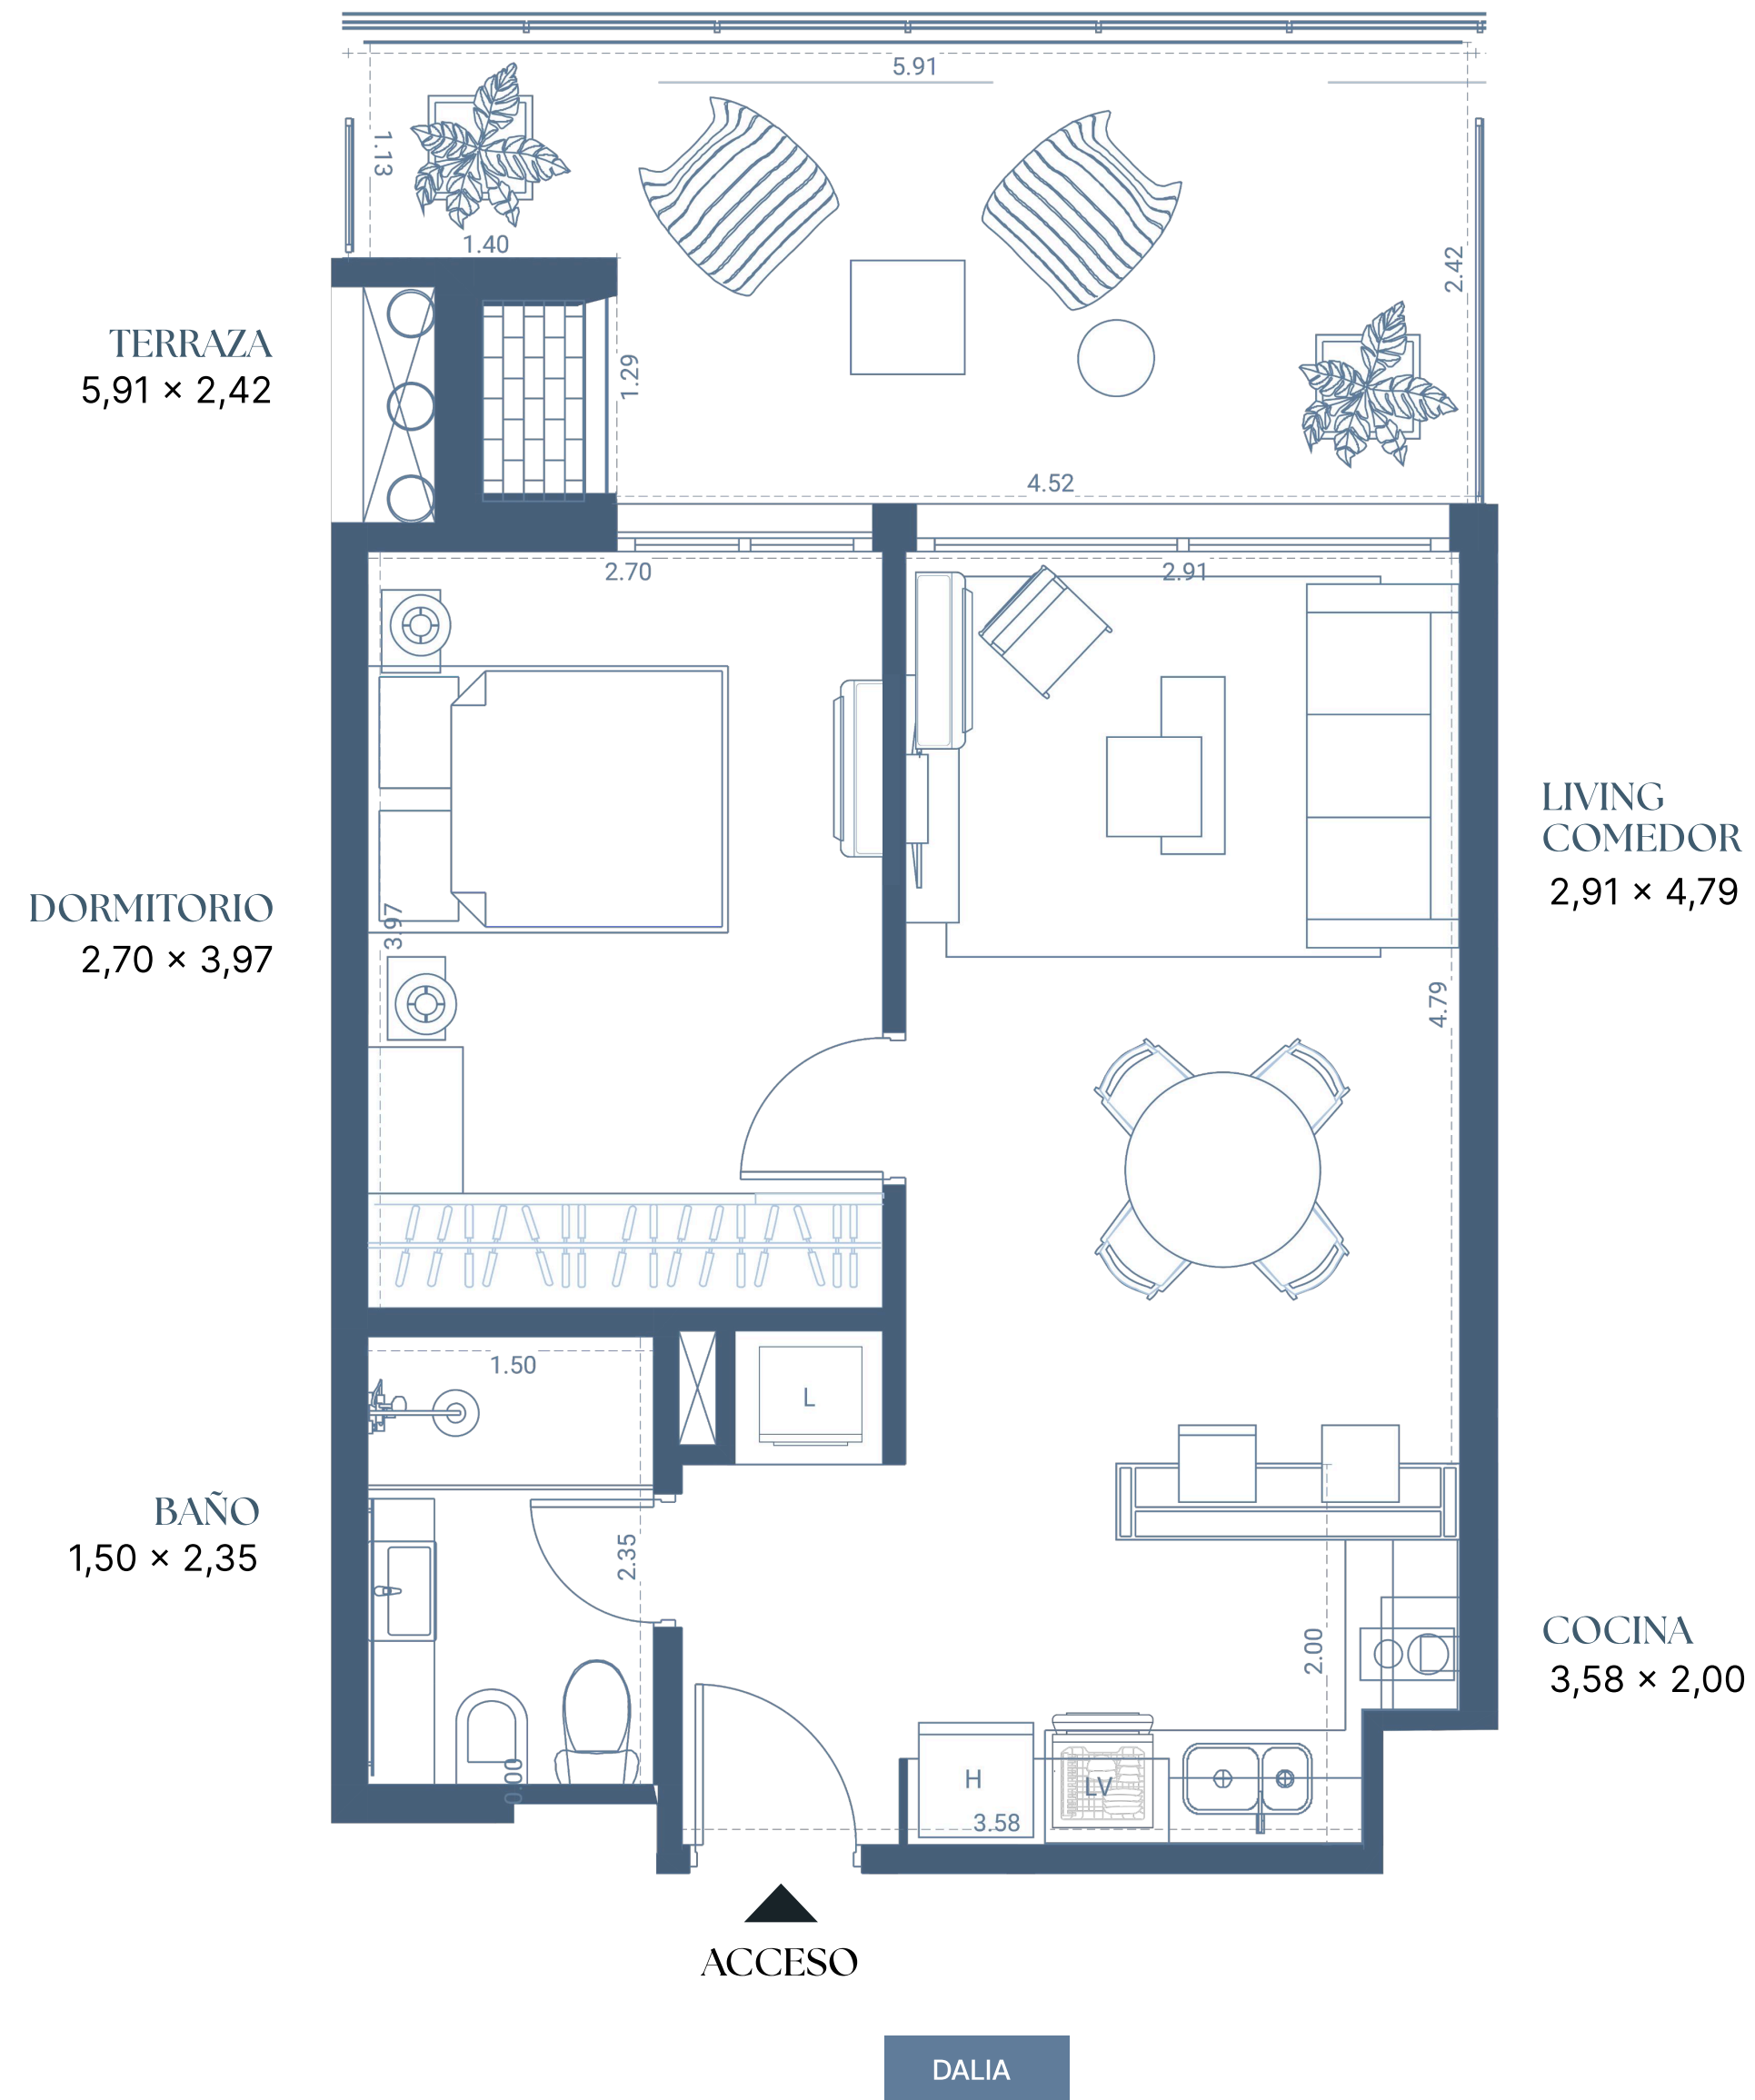 5.91
1.13
1.40
2.42
TERRAZA
5,91 × 2,42
1.29
4.52
2.70
2.91
LIVING
COMEDOR
2,91 × 4,79
DORMITORIO
2,70 × 3,97
3.97
4.79
1.50
L
BAÑO
1,50 × 2,35
2.35
COCINA
3,58 × 2,00
2.00
H
LV
0.00
3.58
ACCESO
DALIA